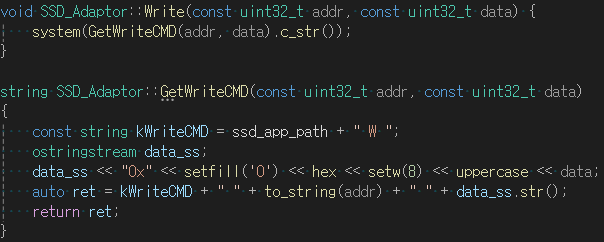 void SSD_Adaptor::Write(const uint32_t addr, const uint32_t data) {
    system(GetWriteCMD(addr, data).c_str());
}

string SSD_Adaptor::GetWriteCMD(const uint32_t addr, const uint32_t data)
{
    const string kWriteCMD = ssd_app_path + " W ";
    ostringstream data_ss;
    data_ss << "0x" << setfill('0') << hex << setw(8) << uppercase << data;
    auto ret = kWriteCMD + " " + to_string(addr) + " " + data_ss.str();
    return ret;
}